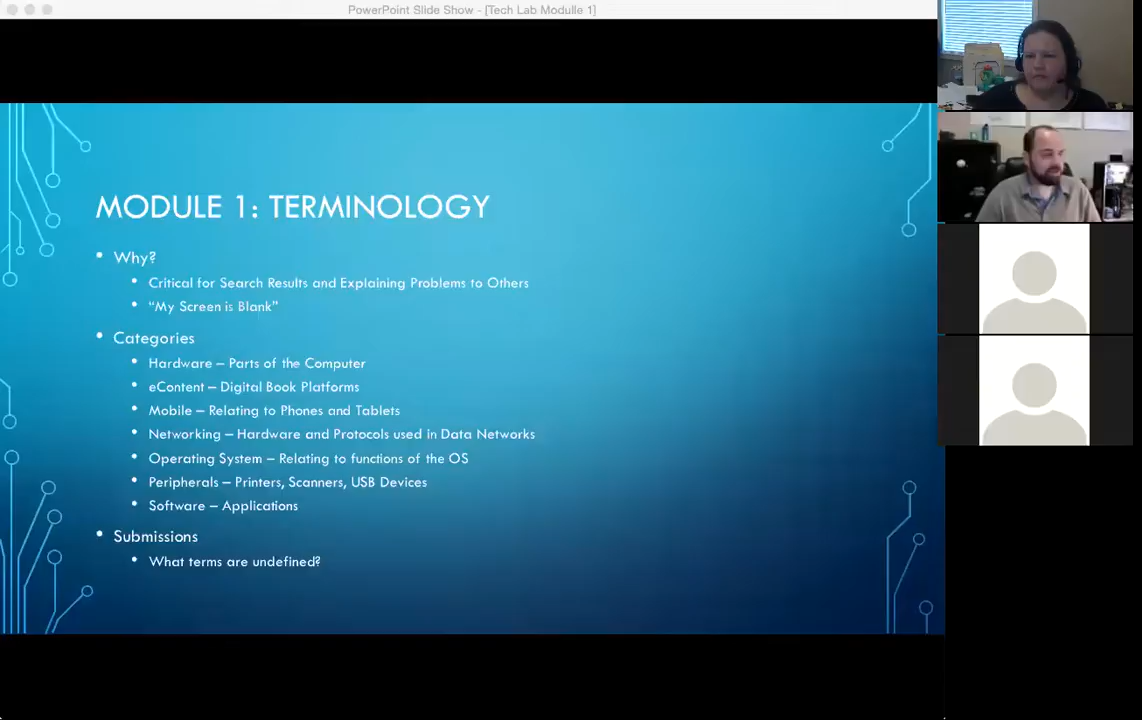 PowerPoint Slide Show - [Tech Lab Modulle 1]
MODULE 1: TERMINOLOGY
• Why?
• Critical for Search Results and Explaining Problems to Others
• “My Screen is Blank”
• Categories
• Hardware – Parts of the Computer
• eContent – Digital Book Platforms
• Mobile – Relating to Phones and Tablets
• Networking – Hardware and Protocols used in Data Networks
• Operating System – Relating to functions of the OS
• Peripherals – Printers, Scanners, USB Devices
• Software – Applications
• Submissions
• What terms are undefined?